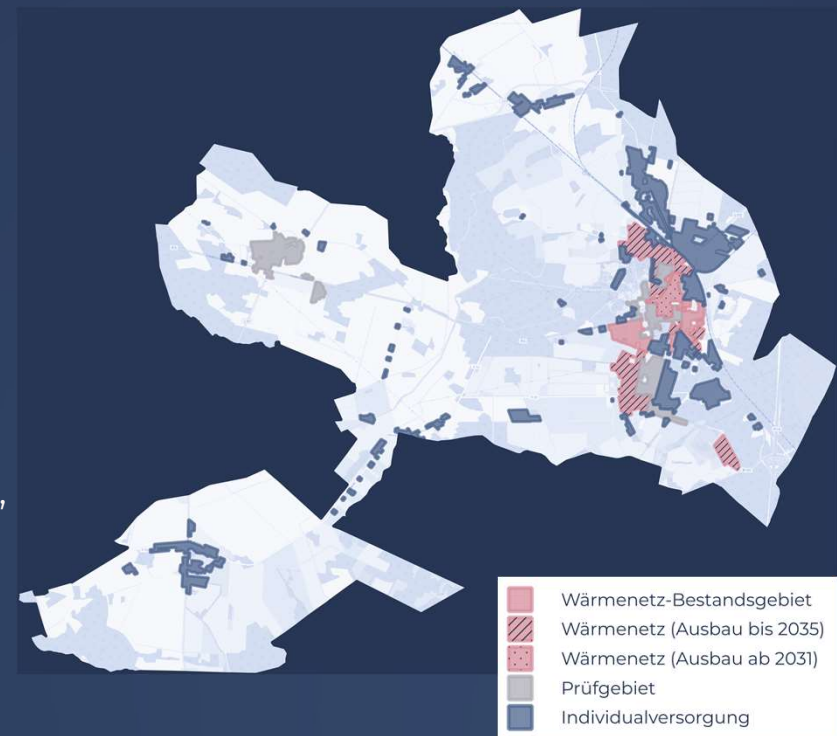 ,
Wärmenetz-Bestandsgebiet
Wärmenetz (Ausbau bis 2035)
Wärmenetz (Ausbau ab 2031)
Prüfgebiet
Individualversorgung